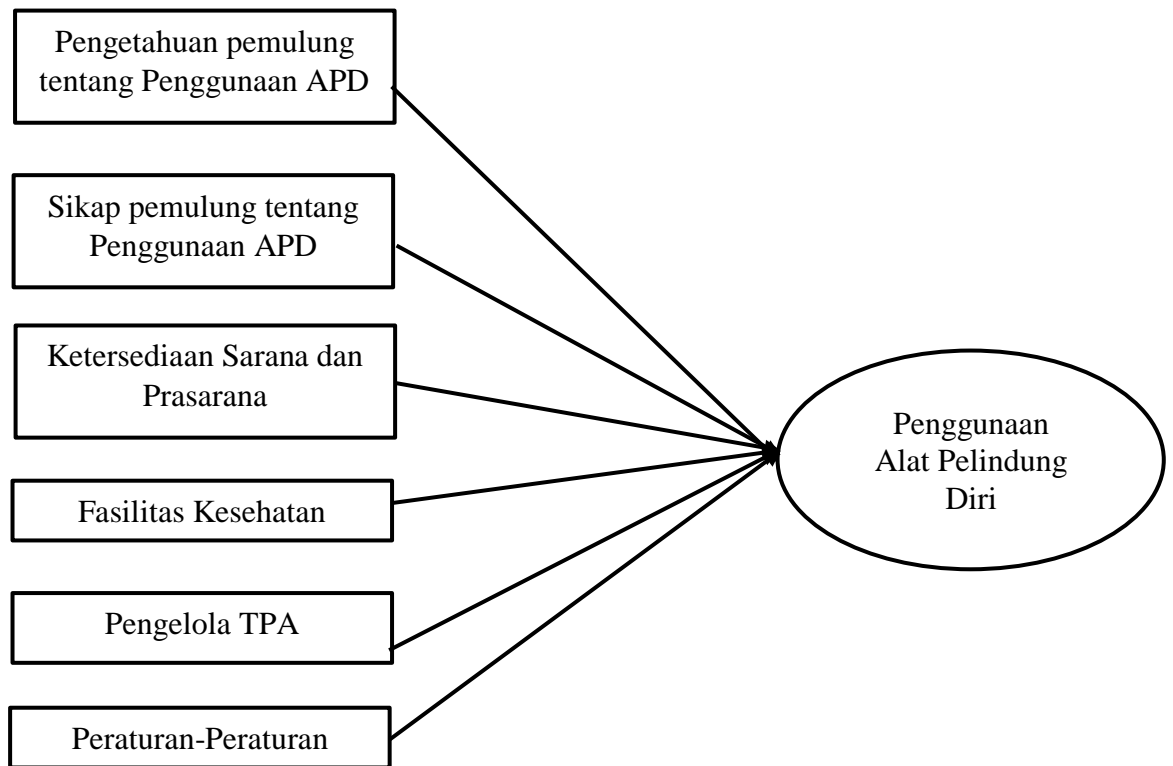 Pengetahuan pemulung
tentang Penggunaan APD
Sikap pemulung tentang
Penggunaan APD
Ketersediaan Sarana dan
Prasarana
Fasilitas Kesehatan
Pengelola TPA
Peraturan-Peraturan
Penggunaan
Alat Pelindung
Diri